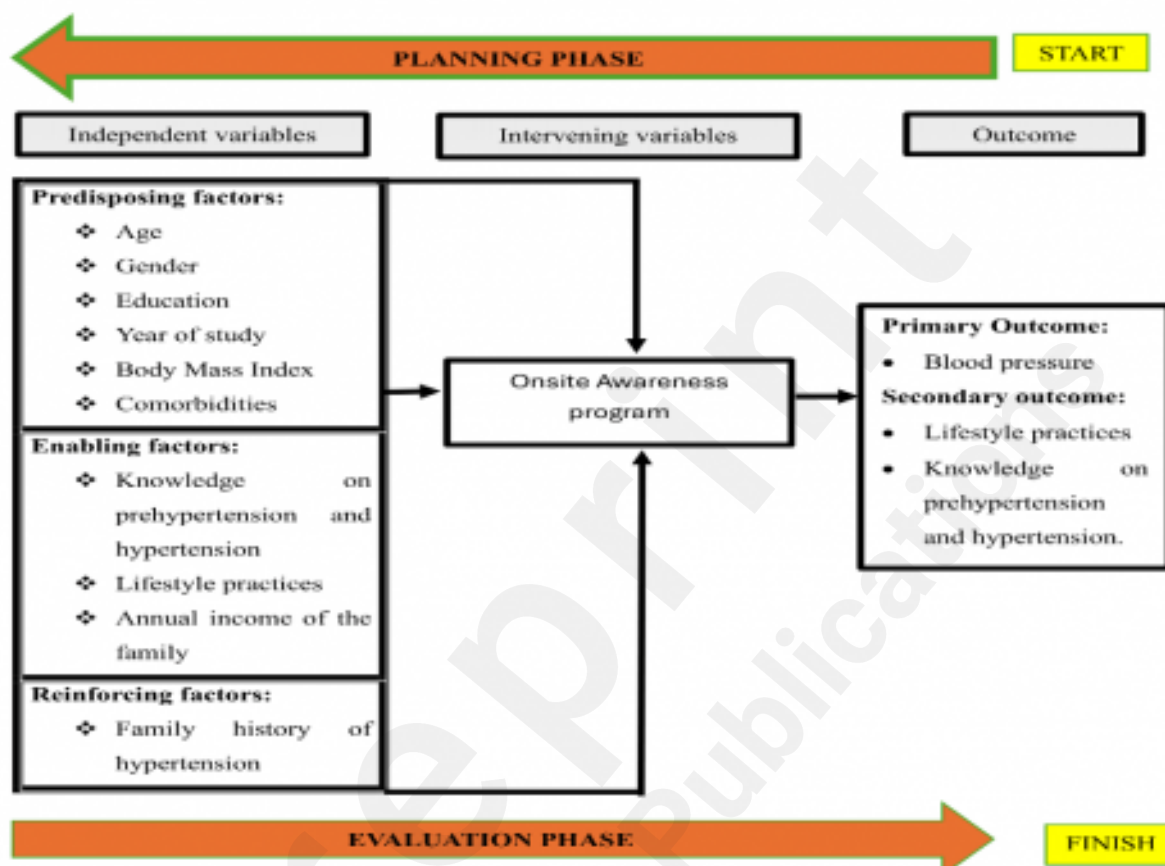 PLANNING PHASE
START
Independent variables
Intervening variables
Outcome
Predisposing factors:
❖ Age
❖ Gender
❖ Education
❖ Year of study
❖ Body Mass Index
❖ Comorbidities
Enabling factors:
❖ Knowledge on
prehypertension and
hypertension
❖ Lifestyle practices
❖ Annual income of the
family
Reinforcing factors:
❖ Family history of
hypertension
Onsite Awareness
program
Primary Outcome:
• Blood pressure
Secondary outcome:
• Lifestyle practices
• Knowledge on
prehypertension
and hypertension.
EVALUATION PHASE
FINISH
eprint
Publications